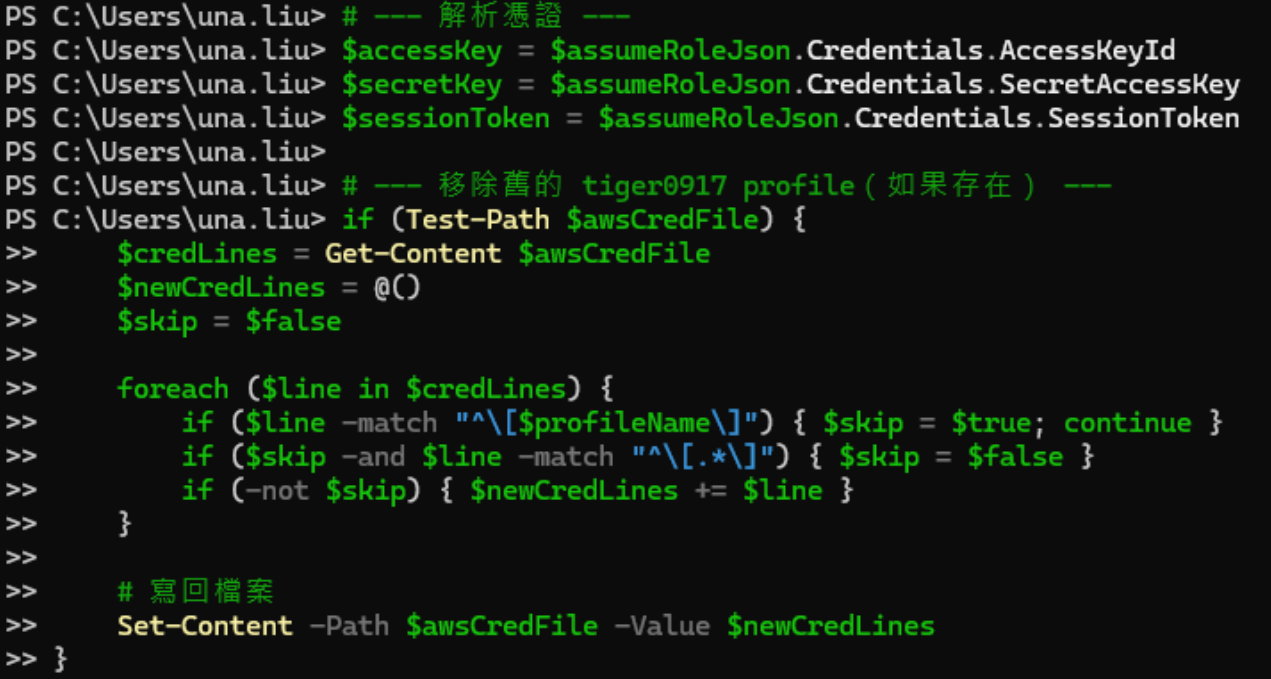 PS C:\Users\una.liu> # --- 解析憑證 ---
PS C:\Users\una.liu> $accessKey = $assumeRoleJson.Credentials.AccessKeyId
PS C:\Users\una.liu> $secretKey = $assumeRoleJson.Credentials.SecretAccessKey
PS C:\Users\una.liu> $sessionToken = $assumeRoleJson.Credentials.SessionToken
PS C:\Users\una.liu>
PS C:\Users\una.liu> # --- 移除舊的 tiger0917 profile（如果存在） ---
PS C:\Users\una.liu> if (Test-Path $awsCredFile) {
>>     $credLines = Get-Content $awsCredFile
>>     $newCredLines = @()
>>     $skip = $false
>>
>>     foreach ($line in $credLines) {
>>         if ($line -match "^\[$profileName\]") { $skip = $true; continue }
>>         if ($skip -and $line -match "^\[.*\]") { $skip = $false }
>>         if (-not $skip) { $newCredLines += $line }
>>     }
>>
>>     # 寫回檔案
>>     Set-Content -Path $awsCredFile -Value $newCredLines
>> }